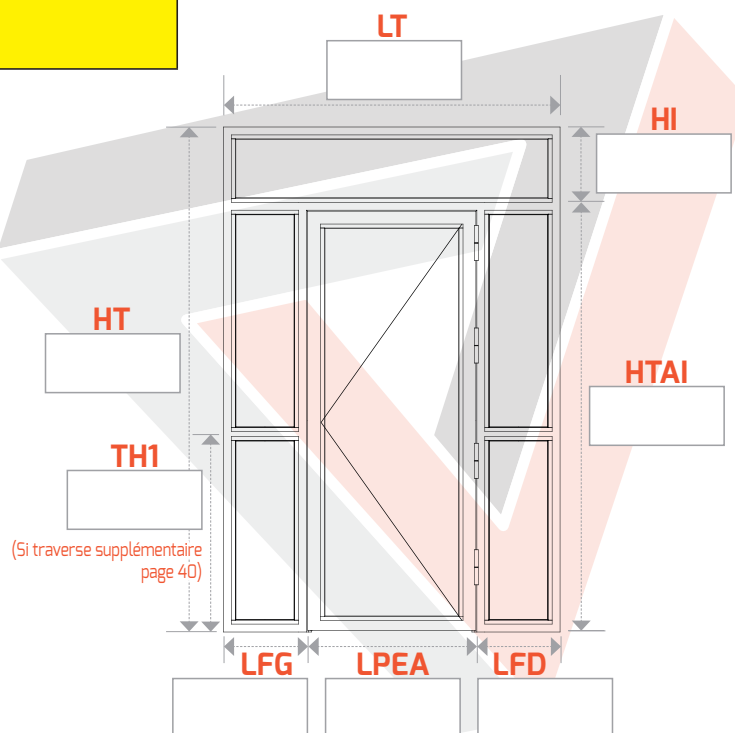 LT
HI
HT
HTAI
TH1
(Si traverse supplémentaire
page 40)
LFG
LPEA
LFD